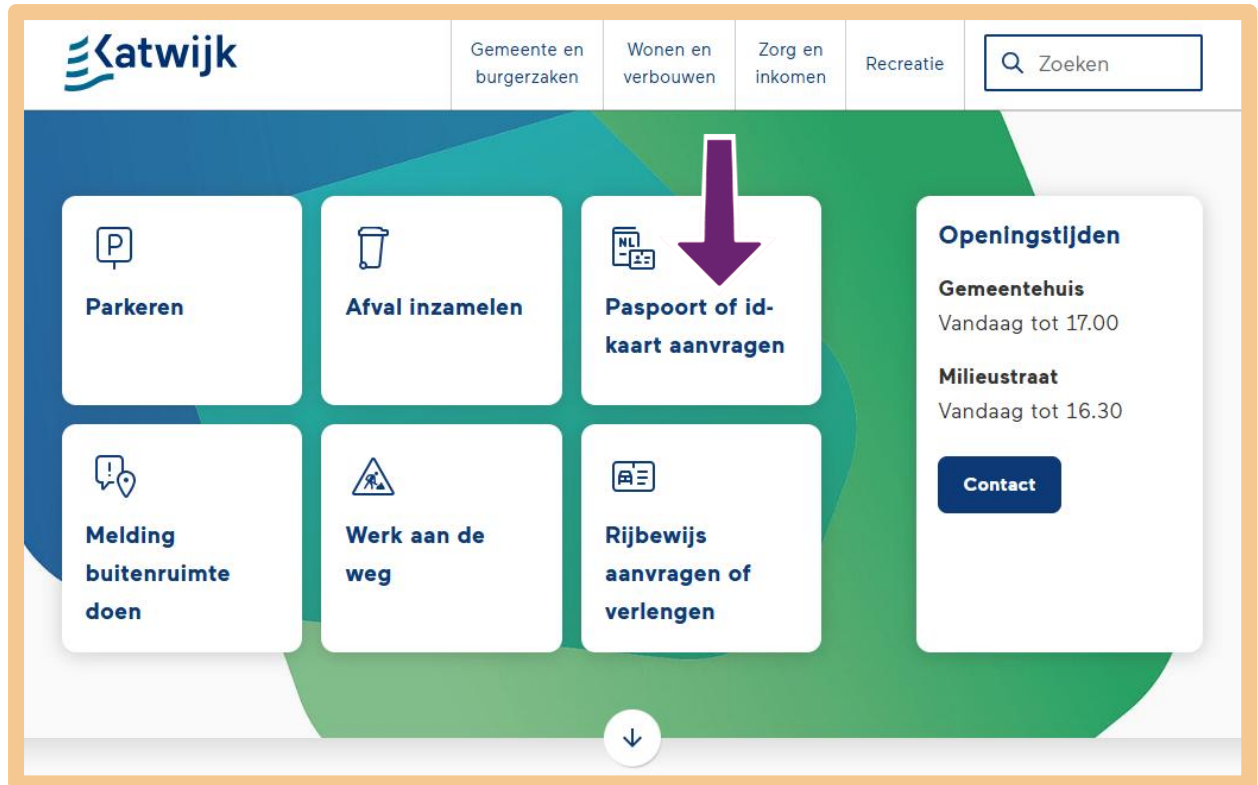 Katwijk
Gemeente en
burgerzaken
Wonen en
verbouwen
Zorg en
inkomen
Recreatie
Zoeken
P
Parkeren
Afval inzamelen
NL
Paspoort of id-
kaart aanvragen
Melding
buitenruimte
doen
Werk aan de
weg
Rijbewijs
aanvragen of
verlengen
Openingstijden
Gemeentehuis
Vandaag tot 17.00
Milieustraat
Vandaag tot 16.30
Contact